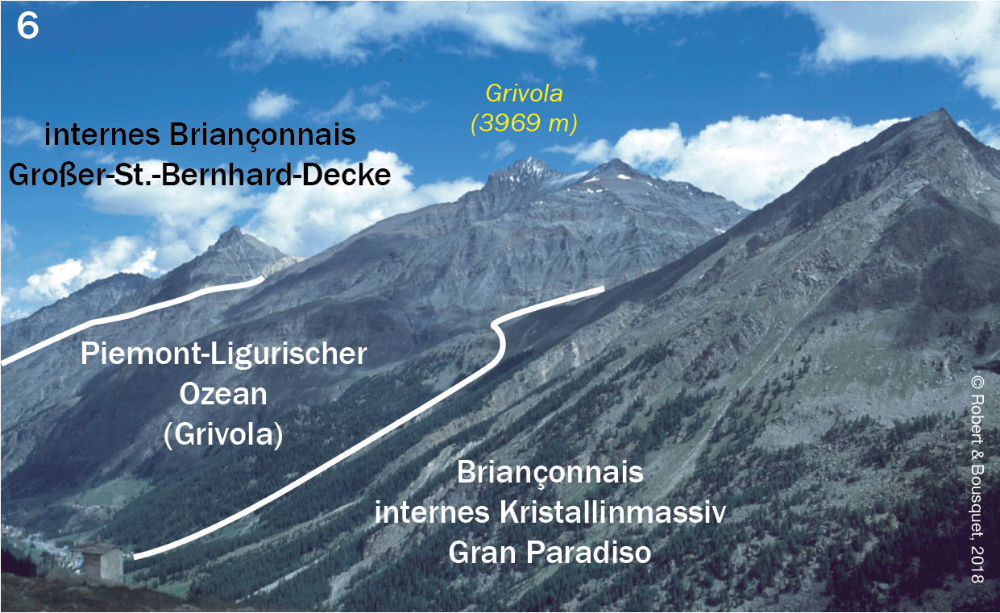 6
Grivola
(3969 m)
internes Briançonnais
Großer-St.-Bernhard-Decke
Piemont-Ligurischer
Ozean
(Grivola)
Briançonnais
internes Kristallinmassiv
Gran Paradiso
© Robert & Bousquet, 2018